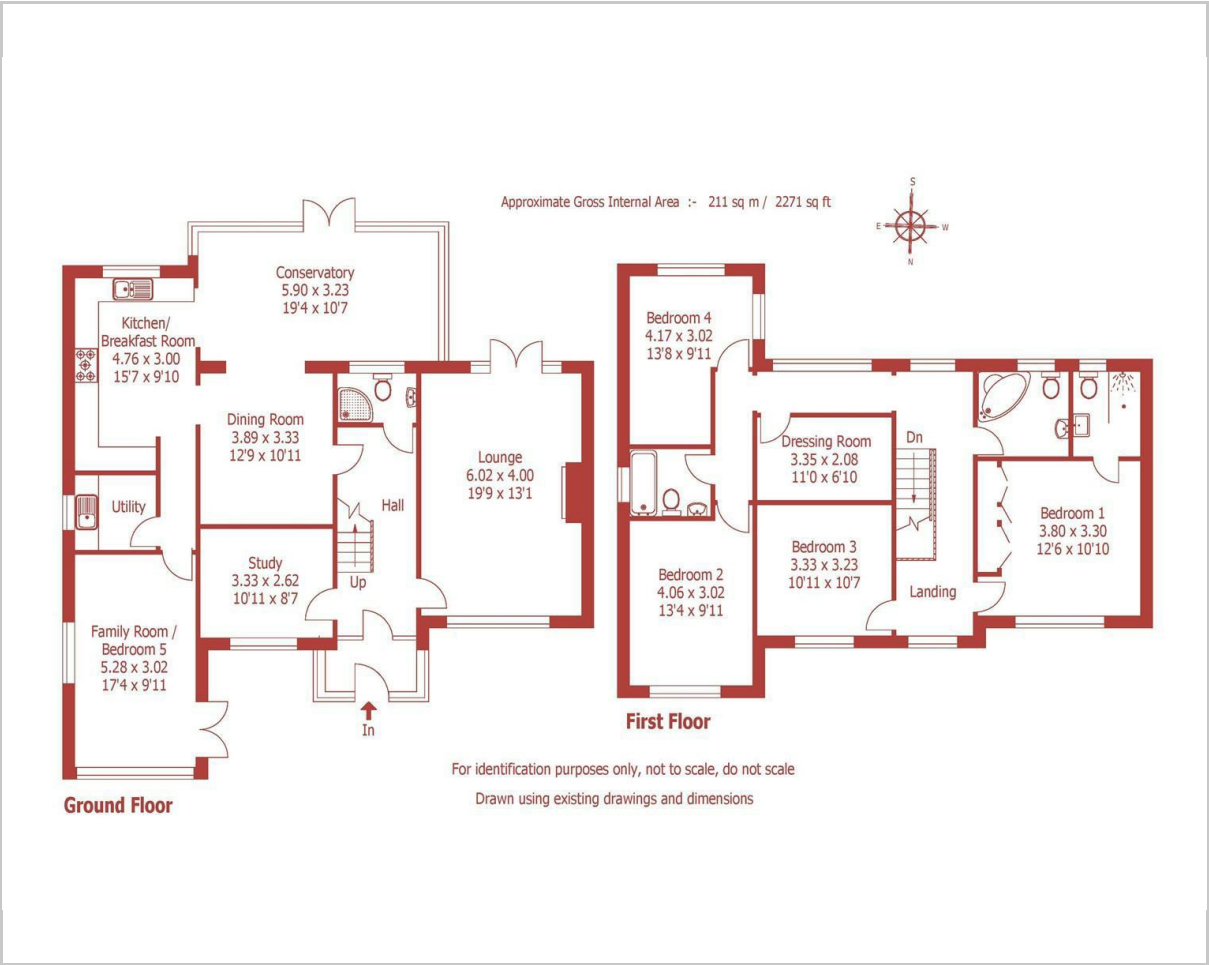 Approximate Gross Internal Area :- 211 sq m / 2271 sq ft
S
E
W
N
Conservatory
5.90 x 3.23
19'4 x 10'7
Kitchen/
Breakfast Room
4.76 x 3.00
15'7 x 9'10
Dining Room
3.89 x 3.33
12'9 x 10'11
Lounge
6.02 x 4.00
19'9 x 13'1
Utility
Hall
Study
3.33 x 2.62
10'11 x 8'7
Up
Family Room /
Bedroom 5
5.28 x 3.02
17'4 x 9'11
In
Ground Floor
Bedroom 4
4.17 x 3.02
13'8 x 9'11
Dressing Room
3.35 x 2.08
11'0 x 6'10
Dn
Bedroom 1
3.80 x 3.30
12'6 x 10'10
Bedroom 3
3.33 x 3.23
10'11 x 10'7
Bedroom 2
4.06 x 3.02
13'4 x 9'11
Landing
First Floor
For identification purposes only, not to scale, do not scale
Drawn using existing drawings and dimensions